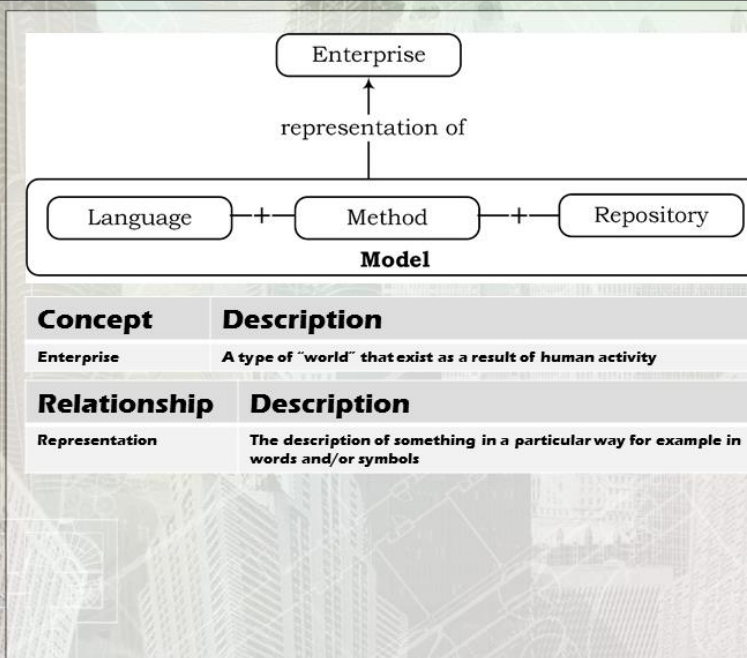 Enterprise
representation of
Language + Method + Repository
Model
Concept Description
Enterprise A type of "world" that exist as a result of human activity
Relationship Description
Representation The description of something in a particular way for example in
words and/or symbols